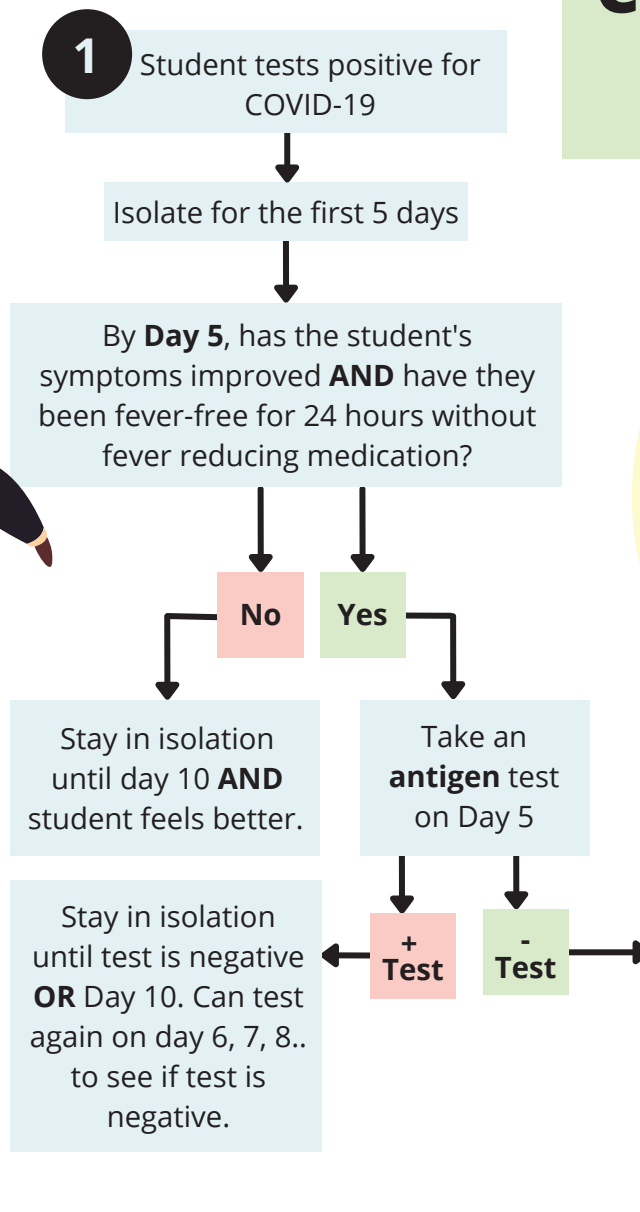 1
Student tests positive for
COVID-19
Isolate for the first 5 days
By Day 5, has the student's
symptoms improved AND have they
been fever-free for 24 hours without
fever reducing medication?
No
Yes
Stay in isolation
until day 10 AND
student feels better.
Take an
antigen test
on Day 5
+
Test
-
Test
Stay in isolation
until test is negative
OR Day 10. Can test
again on day 6, 7, 8..
to see if test is
negative.